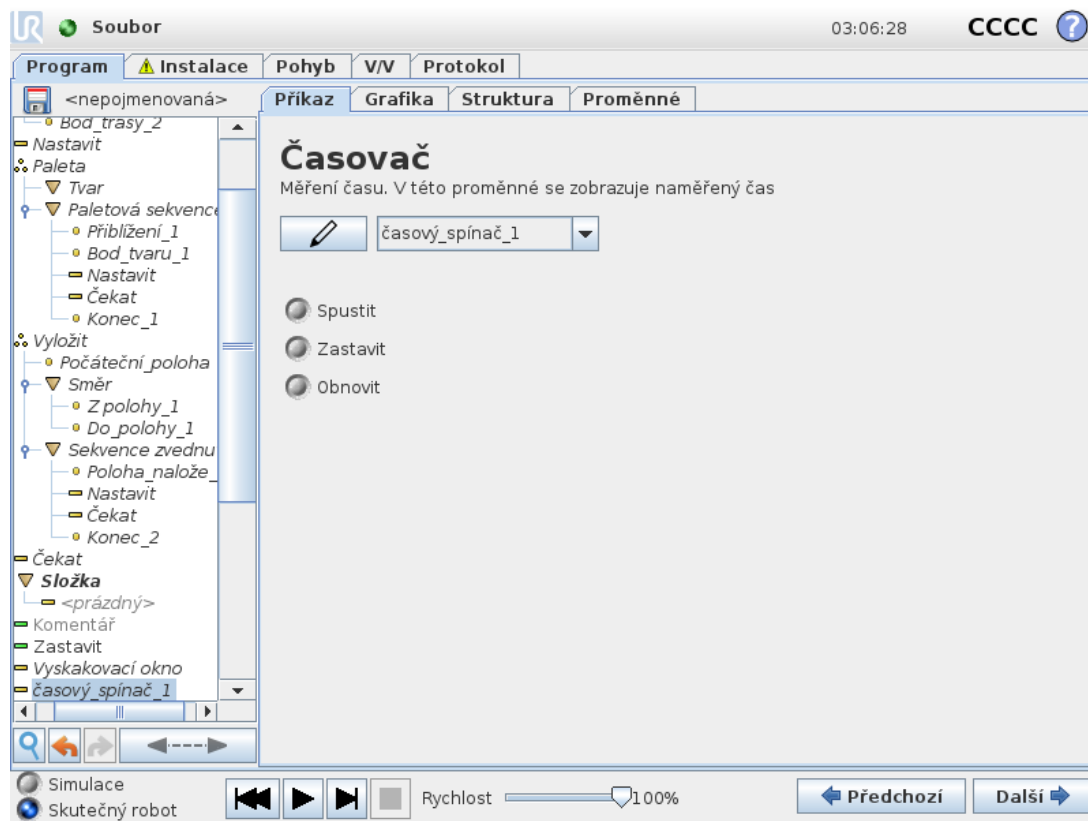 UR Soubor 03:06:28 CCCC ?
Program Instalace Pohyb V/V Protokol
<nepojmenovaná> Příkaz Grafika Struktura Proměnné
Bod_trasy_2
Nastavit
Paleta
Tvar
Paletová sekvence
Přiblížení_1
Bod_tvaru_1
Nastavit
Čekat
Konec_1
Vyložit
Počáteční_poloha
Směr
Z polohy_1
Do_polohy_1
Sekvence zvednu
Poloha_nalože_
Nastavit
Čekat
Konec_2
Čekat
Složka
<prázdný>
Komentář
Zastavit
Vyskakovací okno
časový_spínač_1
Časovač
Měření času. V této proměnné se zobrazuje naměřený čas
časový_spínač_1
Spustit
Zastavit
Obnovit
Simulace
Skutečný robot
Rychlost 100%
Předchozí Další